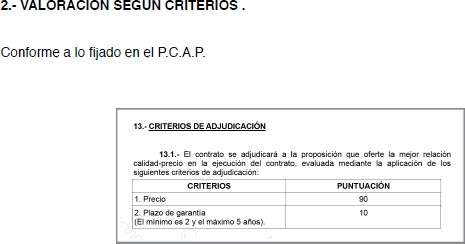 2.- VALORACIÓN SEGÚN CRITERIOS .
Conforme a lo fijado en el P.C.A.P.
13.- CRITERIOS DE ADJUDICACIÓN
13.1.- El contrato se adjudicará a la proposición que oferte la mejor relación
calidad-precio en la ejecución del contrato, evaluada mediante la aplicación de los
siguientes criterios de adjudicación:
CRITERIOS PUNTUACIÓN
1. Precio 90
2. Plazo de garantía 10
(El mínimo es 2 y el máximo 5 años).